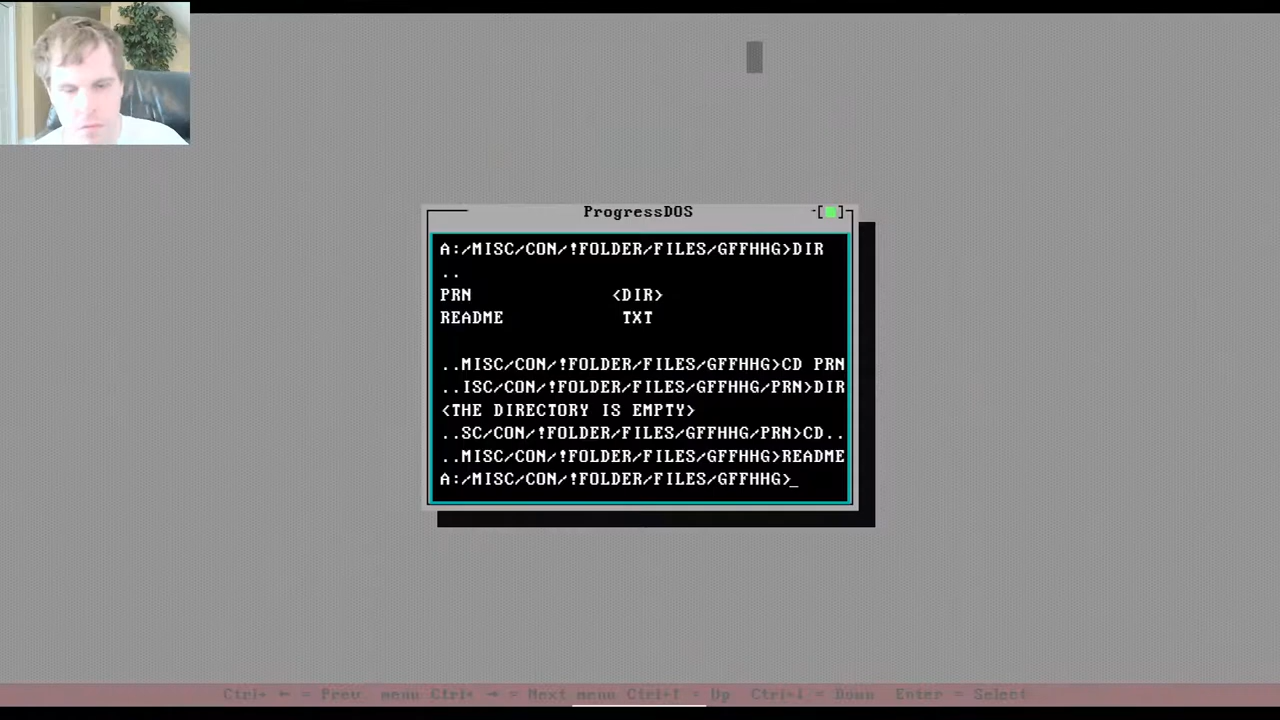 ProgressDOS
A:/MISC/CON/!FOLDER/FILES/GFFHHG>DIR
..
PRN <DIR>
README TXT
..MISC/CON/!FOLDER/FILES/GFFHHG>CD PRN
..ISC/CON/!FOLDER/FILES/GFFHHG/PRN>DIR
<THE DIRECTORY IS EMPTY>
..SC/CON/!FOLDER/FILES/GFFHHG/PRN>CD..
..MISC/CON/!FOLDER/FILES/GFFHHG>README
A:/MISC/CON/!FOLDER/FILES/GFFHHG>_
Ctrl+ ← = Prev. menu Ctrl+ → = Next menu Ctrl+↑ = Up Ctrl+↓ = Down Enter = Select